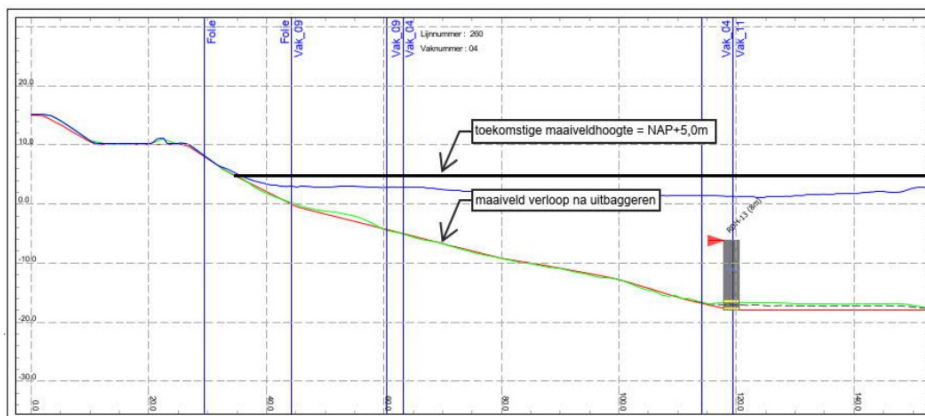 Folie
Folie
Vak_09
Vak_09
Vak_04
Lijnnummer : 260
Vaknummer : 04
Vak_04
Vak_11
20.0
10.0
toekomstige maaiveldhoogte = NAP+5,0m
maaiveld verloop na uitbaggeren
0.0
-10.0
-20.0
-30.0
0.0
20.0
40.0
60.0
80.0
100.0
120.0
140.0